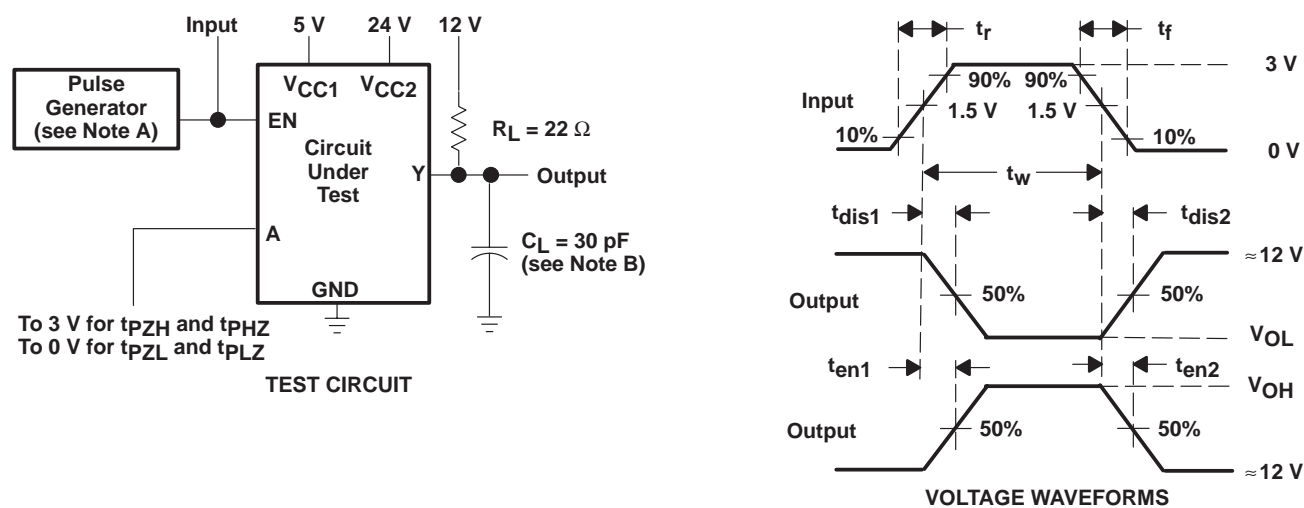 Input
5 V
24 V
12 V
Pulse
Generator
(see Note A)
VCC1
VCC2
EN
Circuit
Under
Test
Y
RL = 22 Ω
Output
A
CL = 30 pF
(see Note B)
GND
To 3 V for tPZH and tPHZ
To 0 V for tPZL and tPLZ
TEST CIRCUIT
tr
tf
3 V
90%
90%
Input
1.5 V
1.5 V
10%
10%
0 V
tw
tdis1
tdis2
≈12 V
Output
50%
50%
VOL
ten1
ten2
VOH
Output
50%
50%
≈12 V
VOLTAGE WAVEFORMS